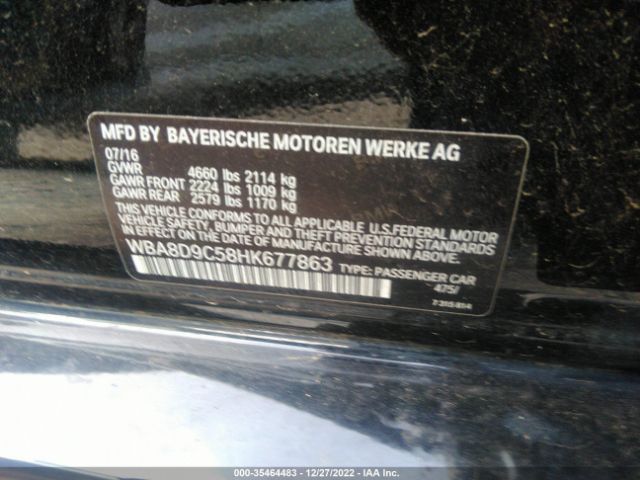 MFD BY BAYERISCHE MOTOREN WERKE AG
07/16
GVWR 4660 lbs 2114 kg
GAWR FRONT 2224 lbs 1009 kg
GAWR REAR 2579 lbs 1170 kg
THIS VEHICLE CONFORMS TO ALL APPLICABLE U.S.FEDERAL MOTOR
VEHICLE SAFETY, BUMPER AND THEFT PREVENTION STANDARDS
IN EFFECT ON THE DATE OF MANUFACTURE SHOWN ABOVE.
WBA8D9C58HK677863 TYPE: PASSENGER CAR
475/
000-35464483 - 12/27/2022 - IAA Inc.